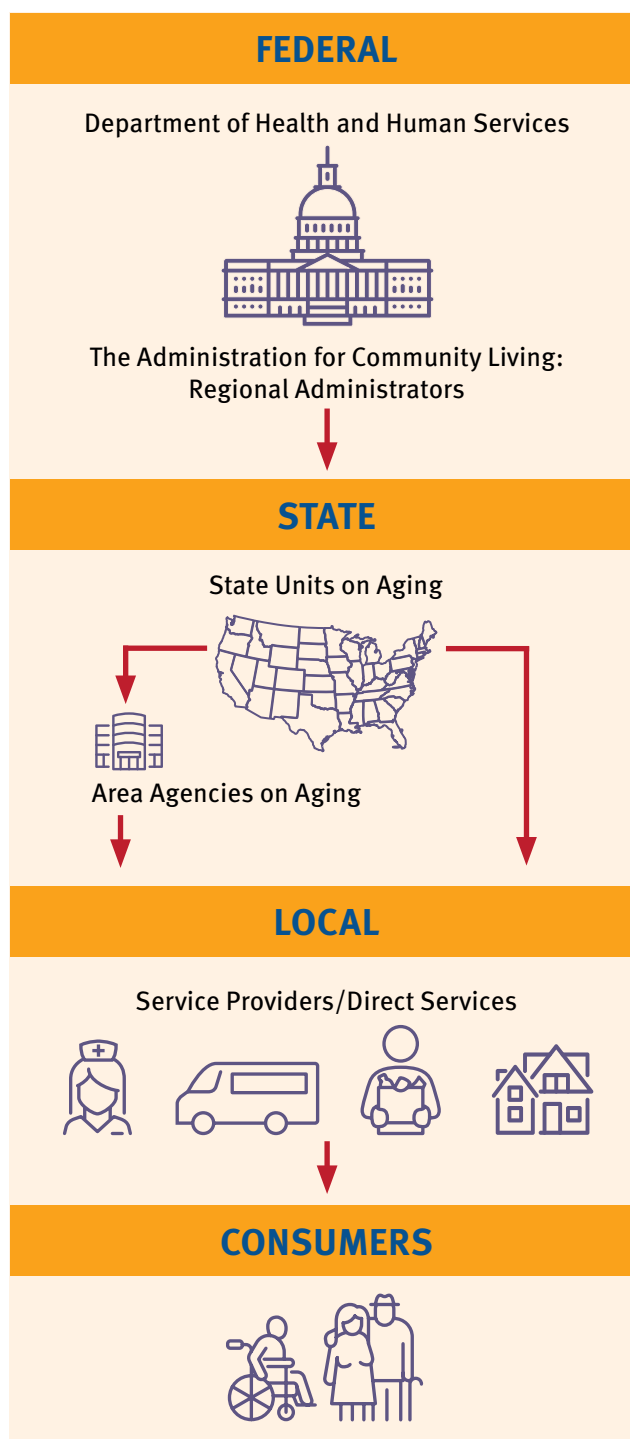 FEDERAL
Department of Health and Human Services
The Administration for Community Living:
Regional Administrators
STATE
State Units on Aging
Area Agencies on Aging
LOCAL
Service Providers/Direct Services
CONSUMERS